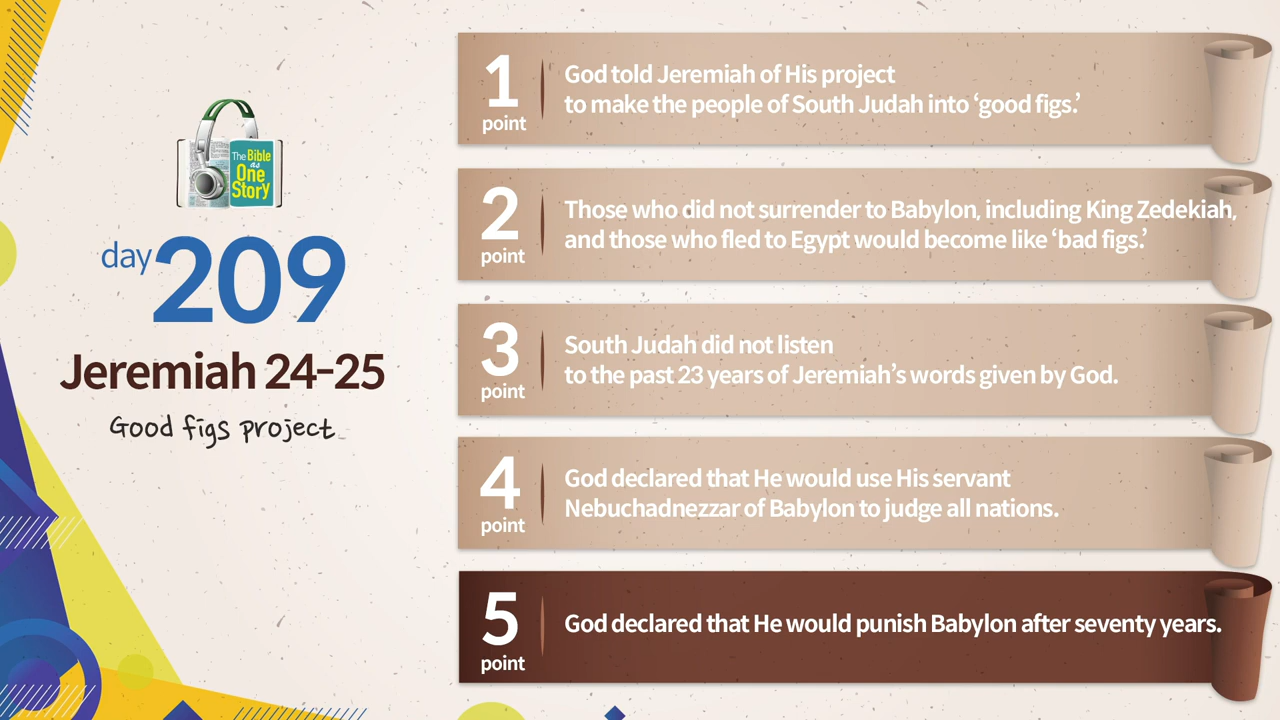 The Bible
as
One
Story
day 209
Jeremiah 24-25
Good figs project
1
point
God told Jeremiah of His project
to make the people of South Judah into ‘good figs.’
2
point
Those who did not surrender to Babylon, including King Zedekiah,
and those who fled to Egypt would become like ‘bad figs.’
3
point
South Judah did not listen
to the past 23 years of Jeremiah’s words given by God.
4
point
God declared that He would use His servant
Nebuchadnezzar of Babylon to judge all nations.
5
point
God declared that He would punish Babylon after seventy years.